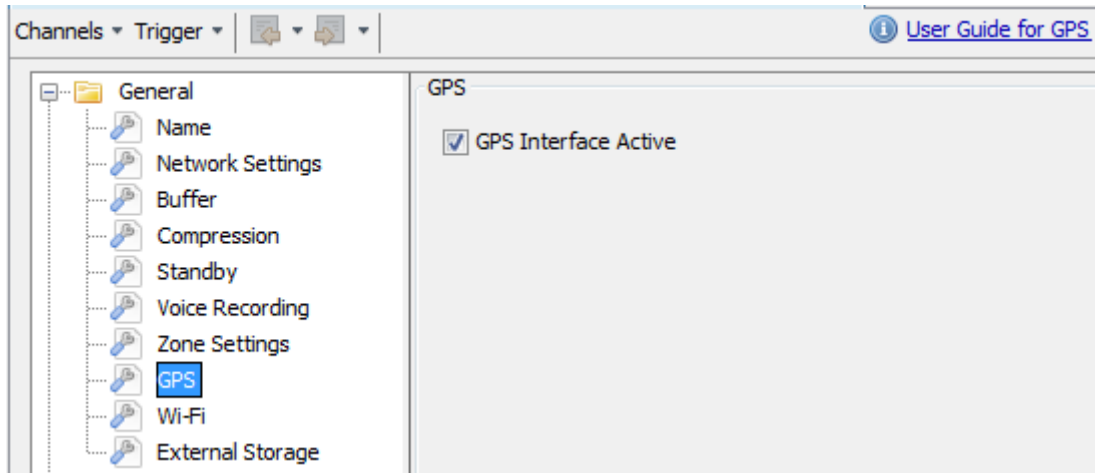 Channels Trigger
User Guide for GPS
General
Name
Network Settings
Buffer
Compression
Standby
Voice Recording
Zone Settings
GPS
Wi-Fi
External Storage
GPS
GPS Interface Active